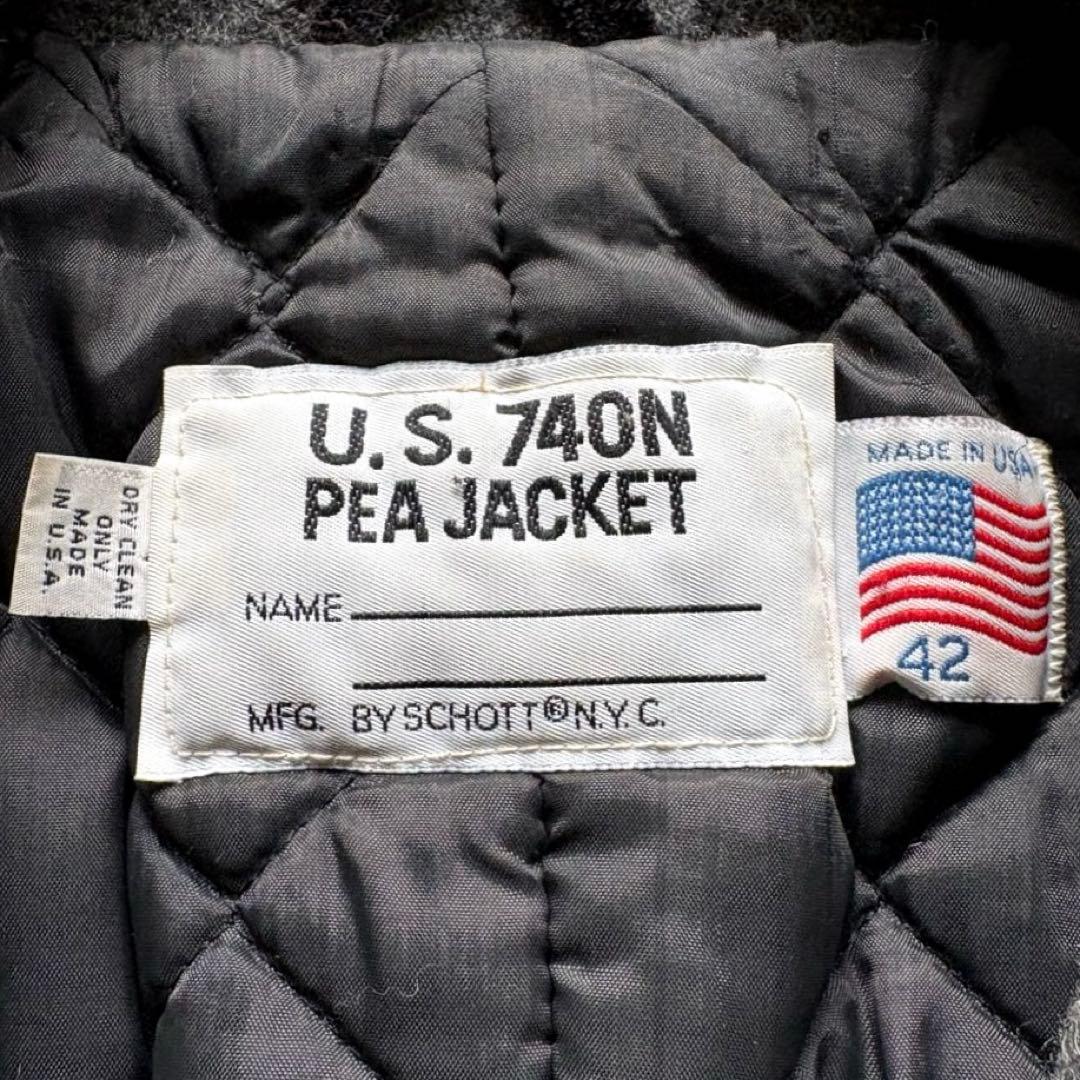 U.S. 740N
PEA JACKET
NAME
MFG. BY SCHOTT® N.Y.C.
DRY CLEAN
ONLY
MADE
IN U.S.A.
MADE IN USA
42